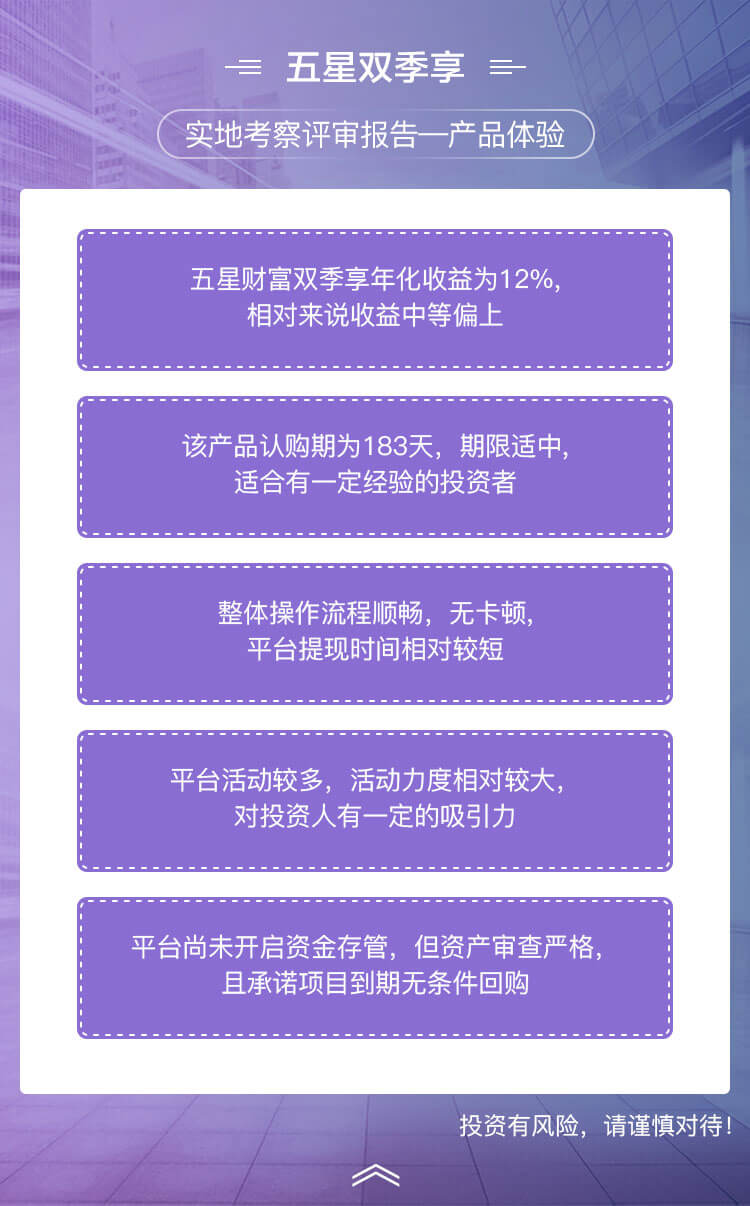 五星双季享
实地考察评审报告—产品体验
五星财富双季享年化收益为12%,
相对来说收益中等偏上
该产品认购期为183天，期限适中,
适合有一定经验的投资者
整体操作流程顺畅，无卡顿,
平台提现时间相对较短
平台活动较多，活动力度相对较大,
对投资人有一定的吸引力
平台尚未开启资金存管，但资产审查严格,
且承诺项目到期无条件回购
投资有风险，请谨慎对待！